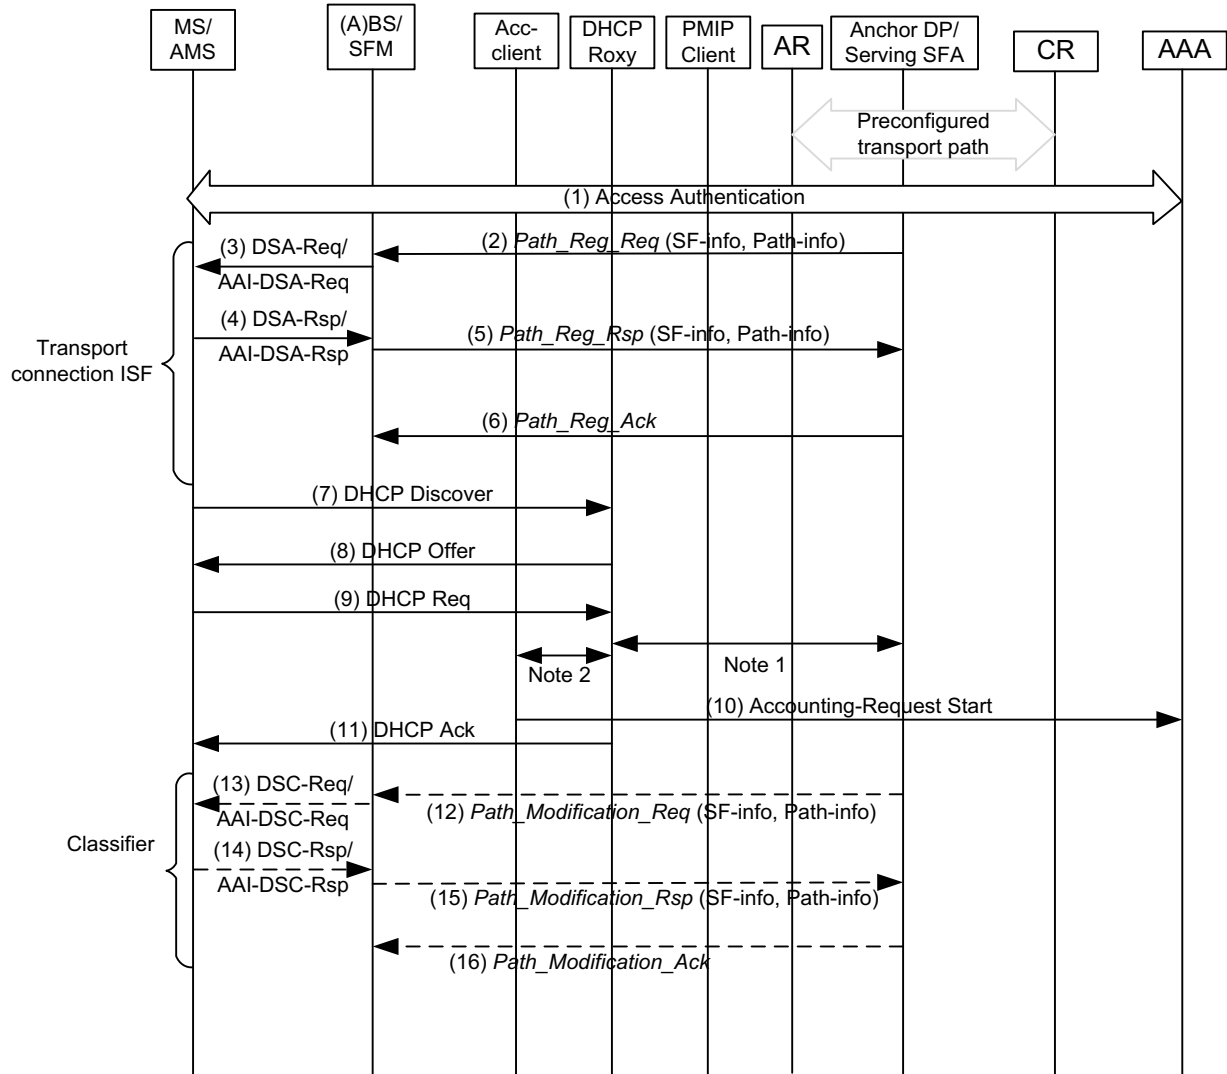 MS/
AMS
(A)BS/
SFM
Acc-
client
DHCP
Roxy
PMIP
Client
AR
Anchor DP/
Serving SFA
CR
AAA
Preconfigured
transport path
(1) Access Authentication
(2) Path_Reg_Req (SF-info, Path-info)
(3) DSA-Req/
AAI-DSA-Req
(4) DSA-Rsp/
AAI-DSA-Rsp
(5) Path_Reg_Rsp (SF-info, Path-info)
Transport
connection ISF
(6) Path_Reg_Ack
(7) DHCP Discover
(8) DHCP Offer
(9) DHCP Req
Note 2
Note 1
(10) Accounting-Request Start
(11) DHCP Ack
(13) DSC-Req/
AAI-DSC-Req
(12) Path_Modification_Req (SF-info, Path-info)
Classifier
(14) DSC-Rsp/
AAI-DSC-Rsp
(15) Path_Modification_Rsp (SF-info, Path-info)
(16) Path_Modification_Ack